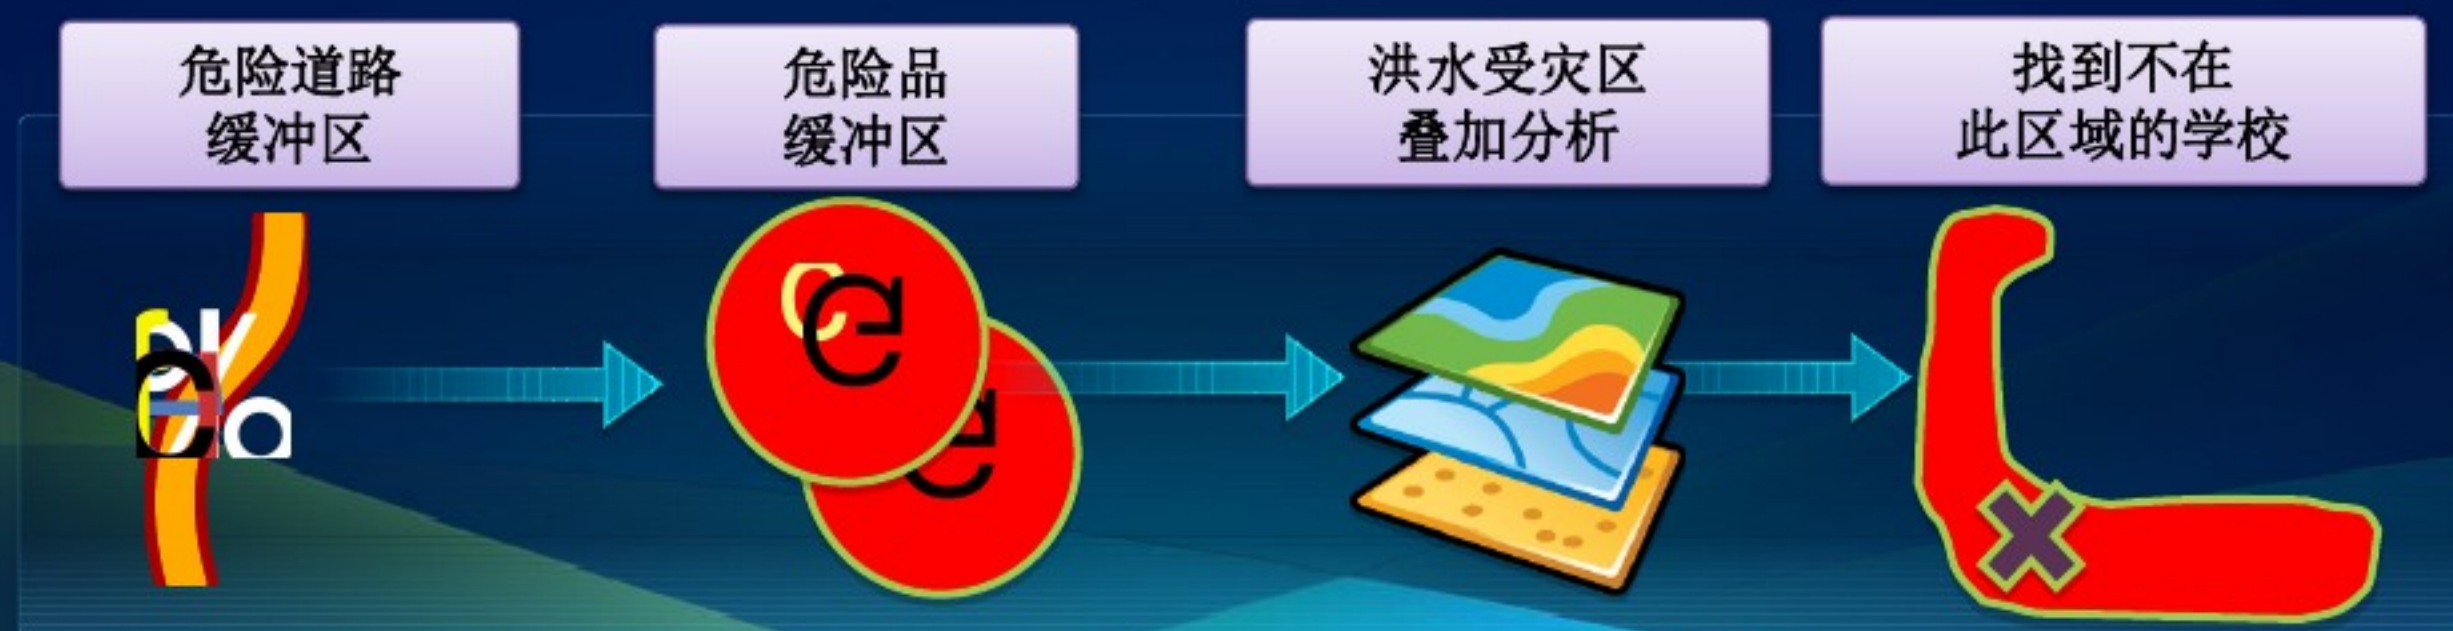 危险道路
缓冲区
危险品
缓冲区
洪水受灾区
叠加分析
找到不在
此区域的学校